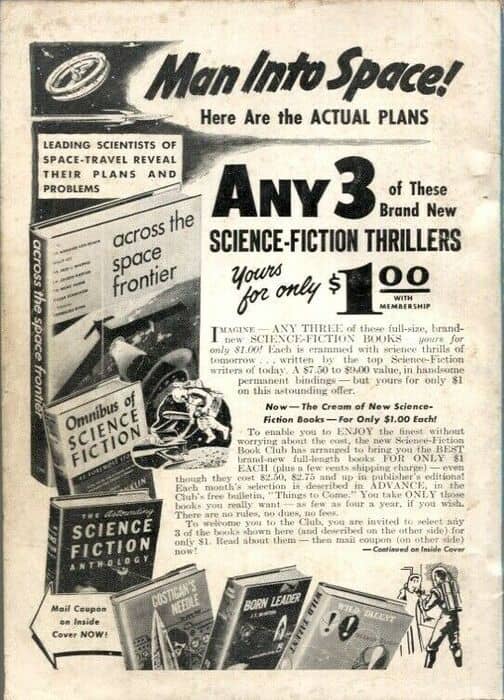 Man Into Space!
Here Are the ACTUAL PLANS
LEADING SCIENTISTS OF
SPACE-TRAVEL REVEAL
THEIR PLANS AND
PROBLEMS
ANY 3 of These
Brand New
SCIENCE-FICTION THRILLERS
Yours
for only $1.00
WITH
MEMBERSHIP
across the
space
frontier
across the space frontier
IMAGINE — ANY THREE of these full-size, brand-
new SCIENCE-FICTION BOOKS yours for
only $1.00! Each is crammed with science thrills of
tomorrow . . . written by the top Science-Fiction
writers of today. A $7.50 to $9.00 value, in handsome
permanent bindings — but yours for only $1
on this astounding offer.
Now—The Cream of New Science-
Fiction Books — For Only $1.00 Each!
To enable you to ENJOY the finest without
worrying about the cost, the new Science-Fiction
Book Club has arranged to bring you the BEST
brand-new full-length books FOR ONLY $1
EACH (plus a few cents shipping charge) — even
though they cost $2.50, $2.75 and up in publisher's editions!
Each month's selection is described in ADVANCE, in the
Club's free bulletin, "Things to Come." You take ONLY those
books you really want — as few as four a year, if you wish.
There are no rules, no dues, no fees.
To welcome you to the Club, you are invited to select any
3 of the books shown here (and described on the other side) for
only $1. Read about them — then mail coupon (on other side)
now!
— Continued on Inside Cover
Omnibus of
SCIENCE
FICTION
THE Astounding
SCIENCE
FICTION
ANTHOLOGY
Mail Coupon
on Inside
Cover NOW!
COSTIGAN'S
NEEDLE
BORN LEADER
J.T. McINTOSH
WILD TALENT